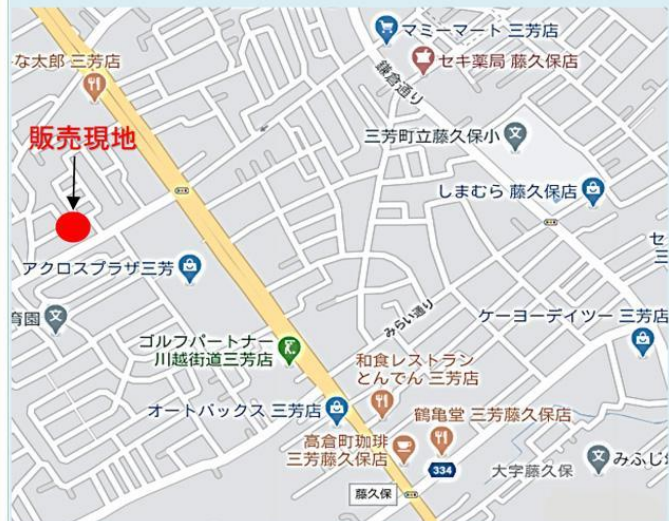 マミーマート 三芳店
セキ薬局 藤久保店
な太郎 三芳店
鎌倉通り
販売現地
三芳町立藤久保小
しまむら 藤久保店
セ
三
アクロスプラザ三芳
育園
みらい通り
ケーヨーデイツー 三芳店
ゴルフパートナー
川越街道三芳店
和食レストラン
とんでん 三芳店
オートバックス 三芳店
鶴亀堂 三芳藤久保店
高倉町珈琲
三芳藤久保店
334
大字藤久保
みふじ
藤久保